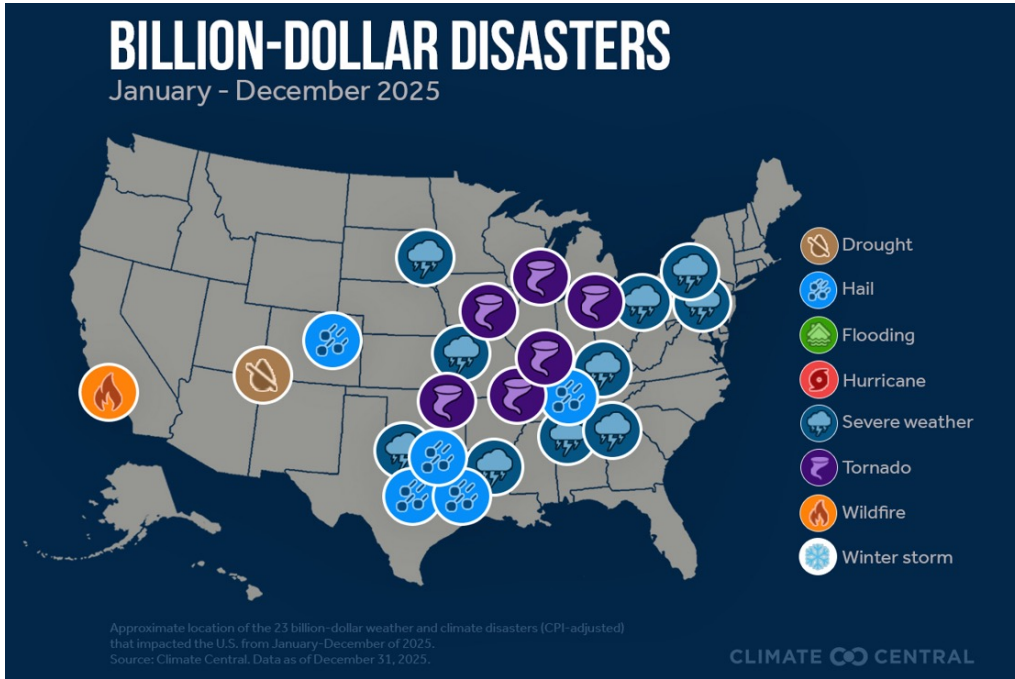 BILLION-DOLLAR DISASTERS
January - December 2025
Drought
Hail
Flooding
Hurricane
Severe weather
Tornado
Wildfire
Winter storm
Approximate location of the 23 billion-dollar weather and climate disasters (CPI-adjusted)
that impacted the U.S. from January-December of 2025.
Source: Climate Central. Data as of December 31, 2025.
CLIMATE CENTRAL